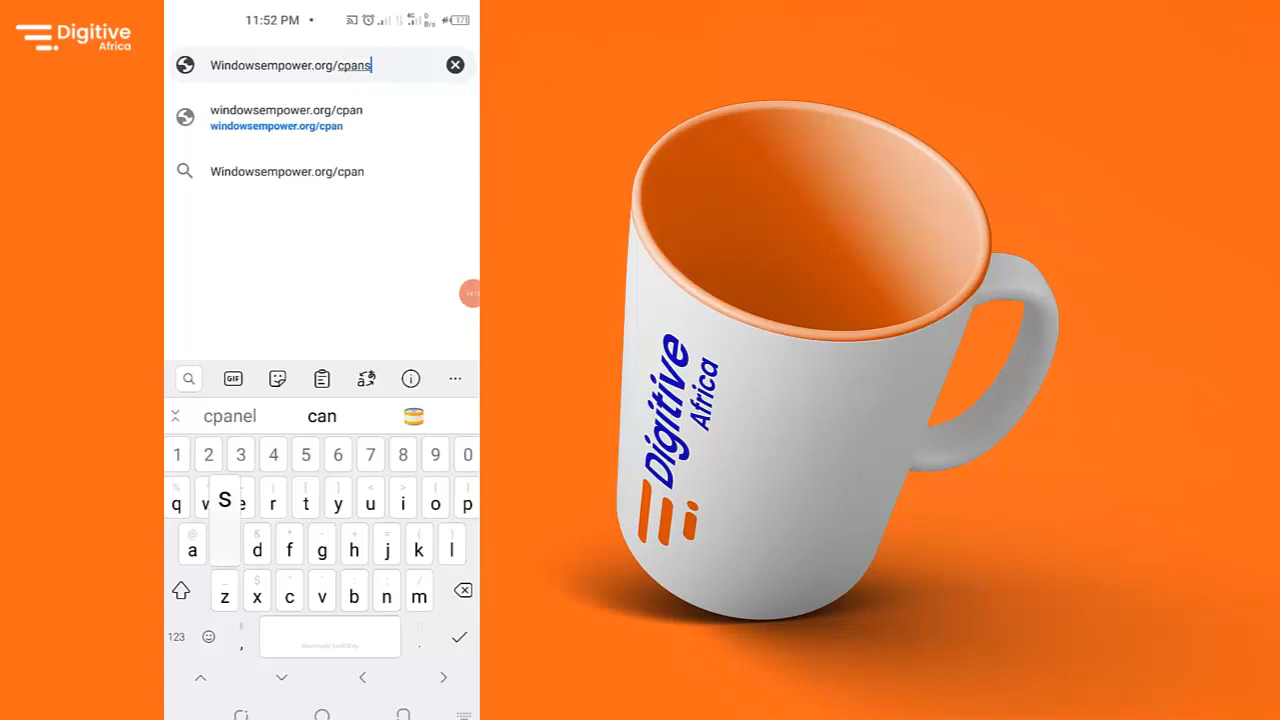 Digitive
Africa
11:52 PM
Windowsempower.org/cpans
windowsempower.org/cpan
windowsempower.org/cpan
Windowsempower.org/cpan
GIF
cpanel can
1 2 3 4 5 6 7 8 9 0
q w e r t y u i o p
S
a d f g h j k l
z x c v b n m
123 , .
Digitive
Africa